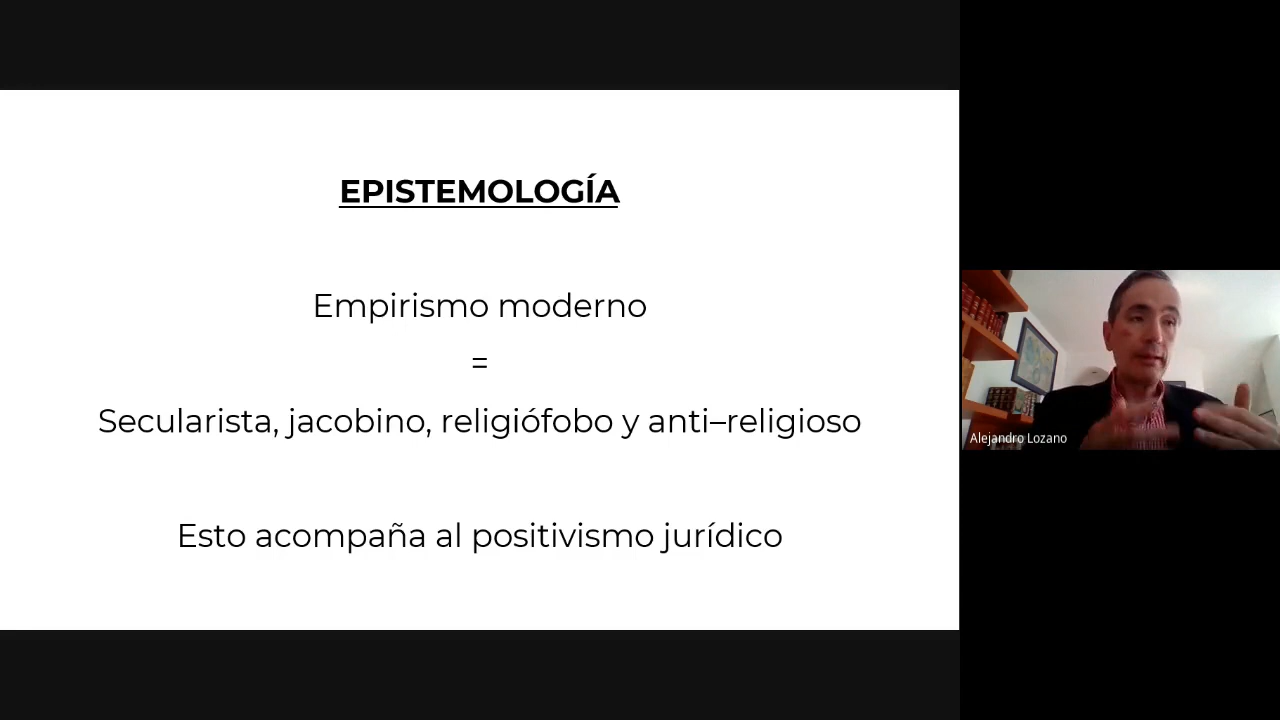 EPISTEMOLOGÍA
Empirismo moderno
=
Secularista, jacobino, religiófobo y anti–religioso
Esto acompaña al positivismo jurídico
Alejandro Lozano